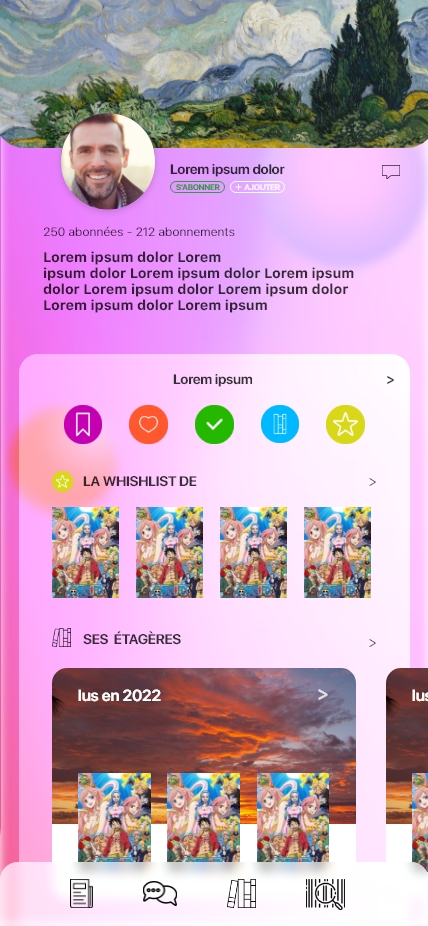 Lorem ipsum dolor
S'ABONNER + AJOUTER
250 abonnées - 212 abonnements
Lorem ipsum dolor Lorem
ipsum dolor Lorem ipsum dolor Lorem ipsum
dolor Lorem ipsum dolor Lorem ipsum dolor
Lorem ipsum dolor Lorem ipsum
Lorem ipsum >
LA WHISHLIST DE >
SES ÉTAGÈRES >
lus en 2022 >
lus